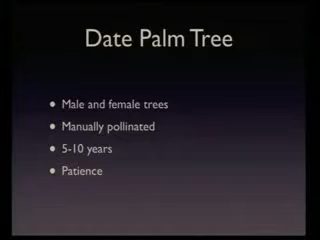 Date Palm Tree
• Male and female trees
• Manually pollinated
• 5-10 years
• Patience